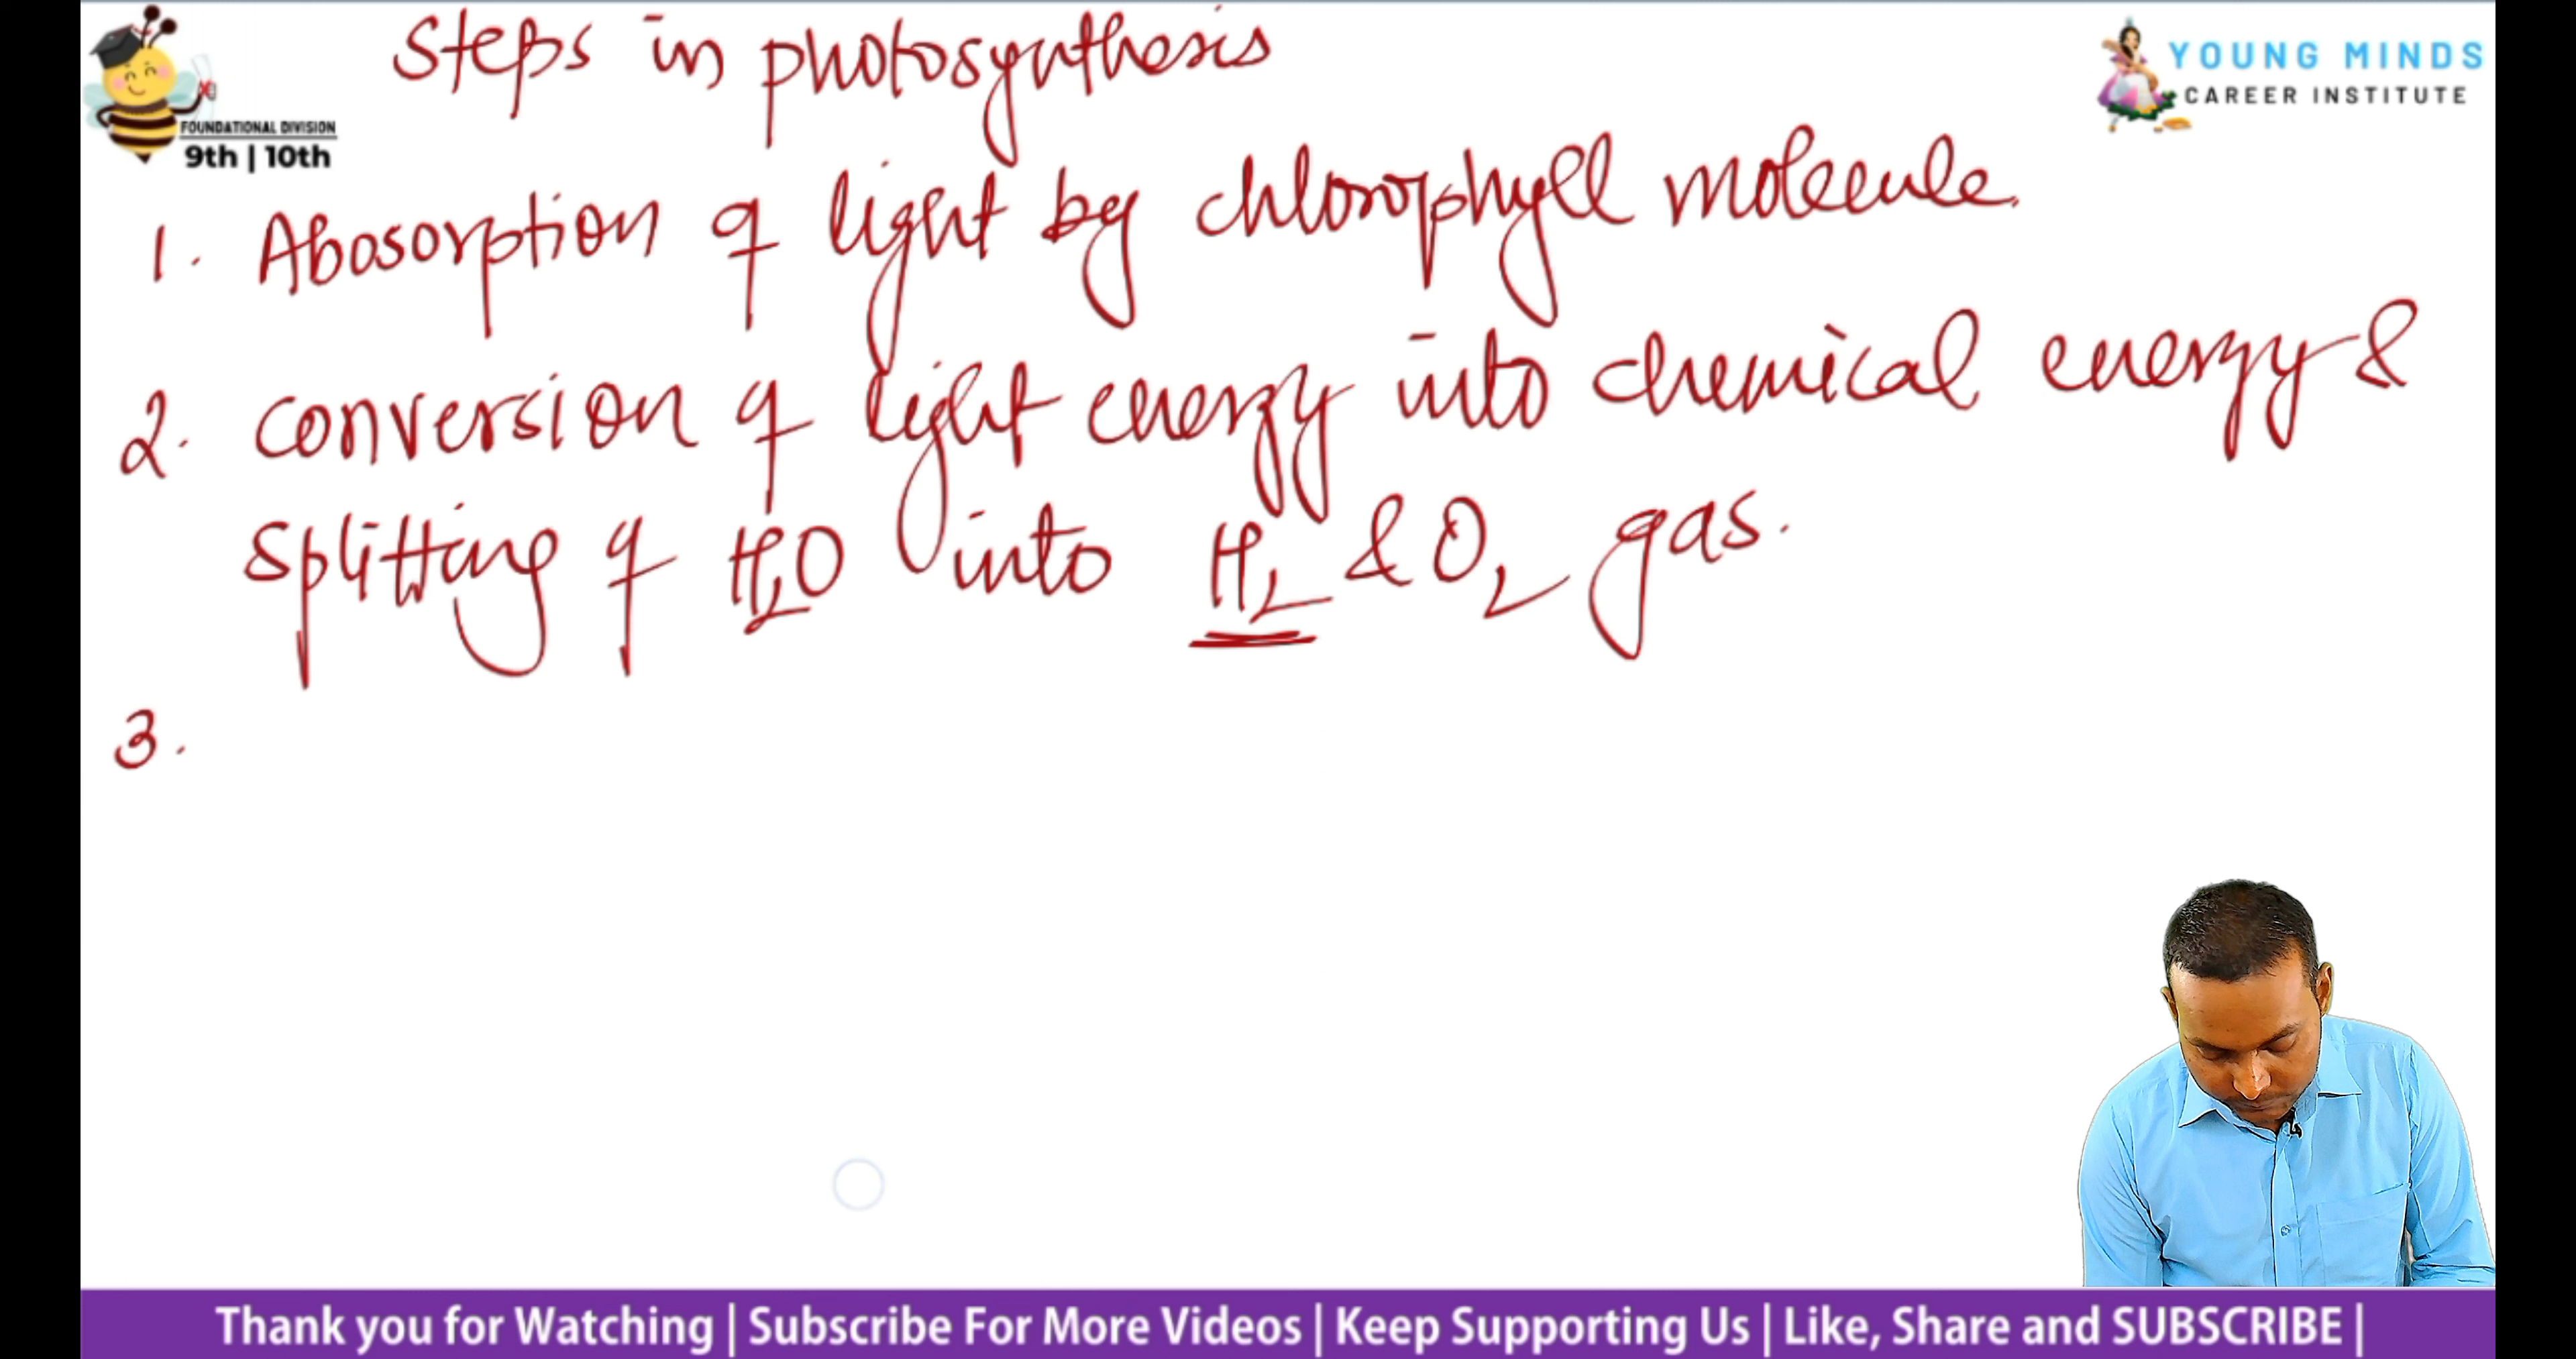 Steps in photosynthesis
YOUNG MINDS
CAREER INSTITUTE
FOUNDATIONAL DIVISION
9th | 10th
1. Abosorption of light by chlorophyll molecule.
2. Conversion of light energy into chemical energy &
splitting of H2O into H2 & O2 gas.
3.
Thank you for Watching | Subscribe For More Videos | Keep Supporting Us | Like, Share and SUBSCRIBE |